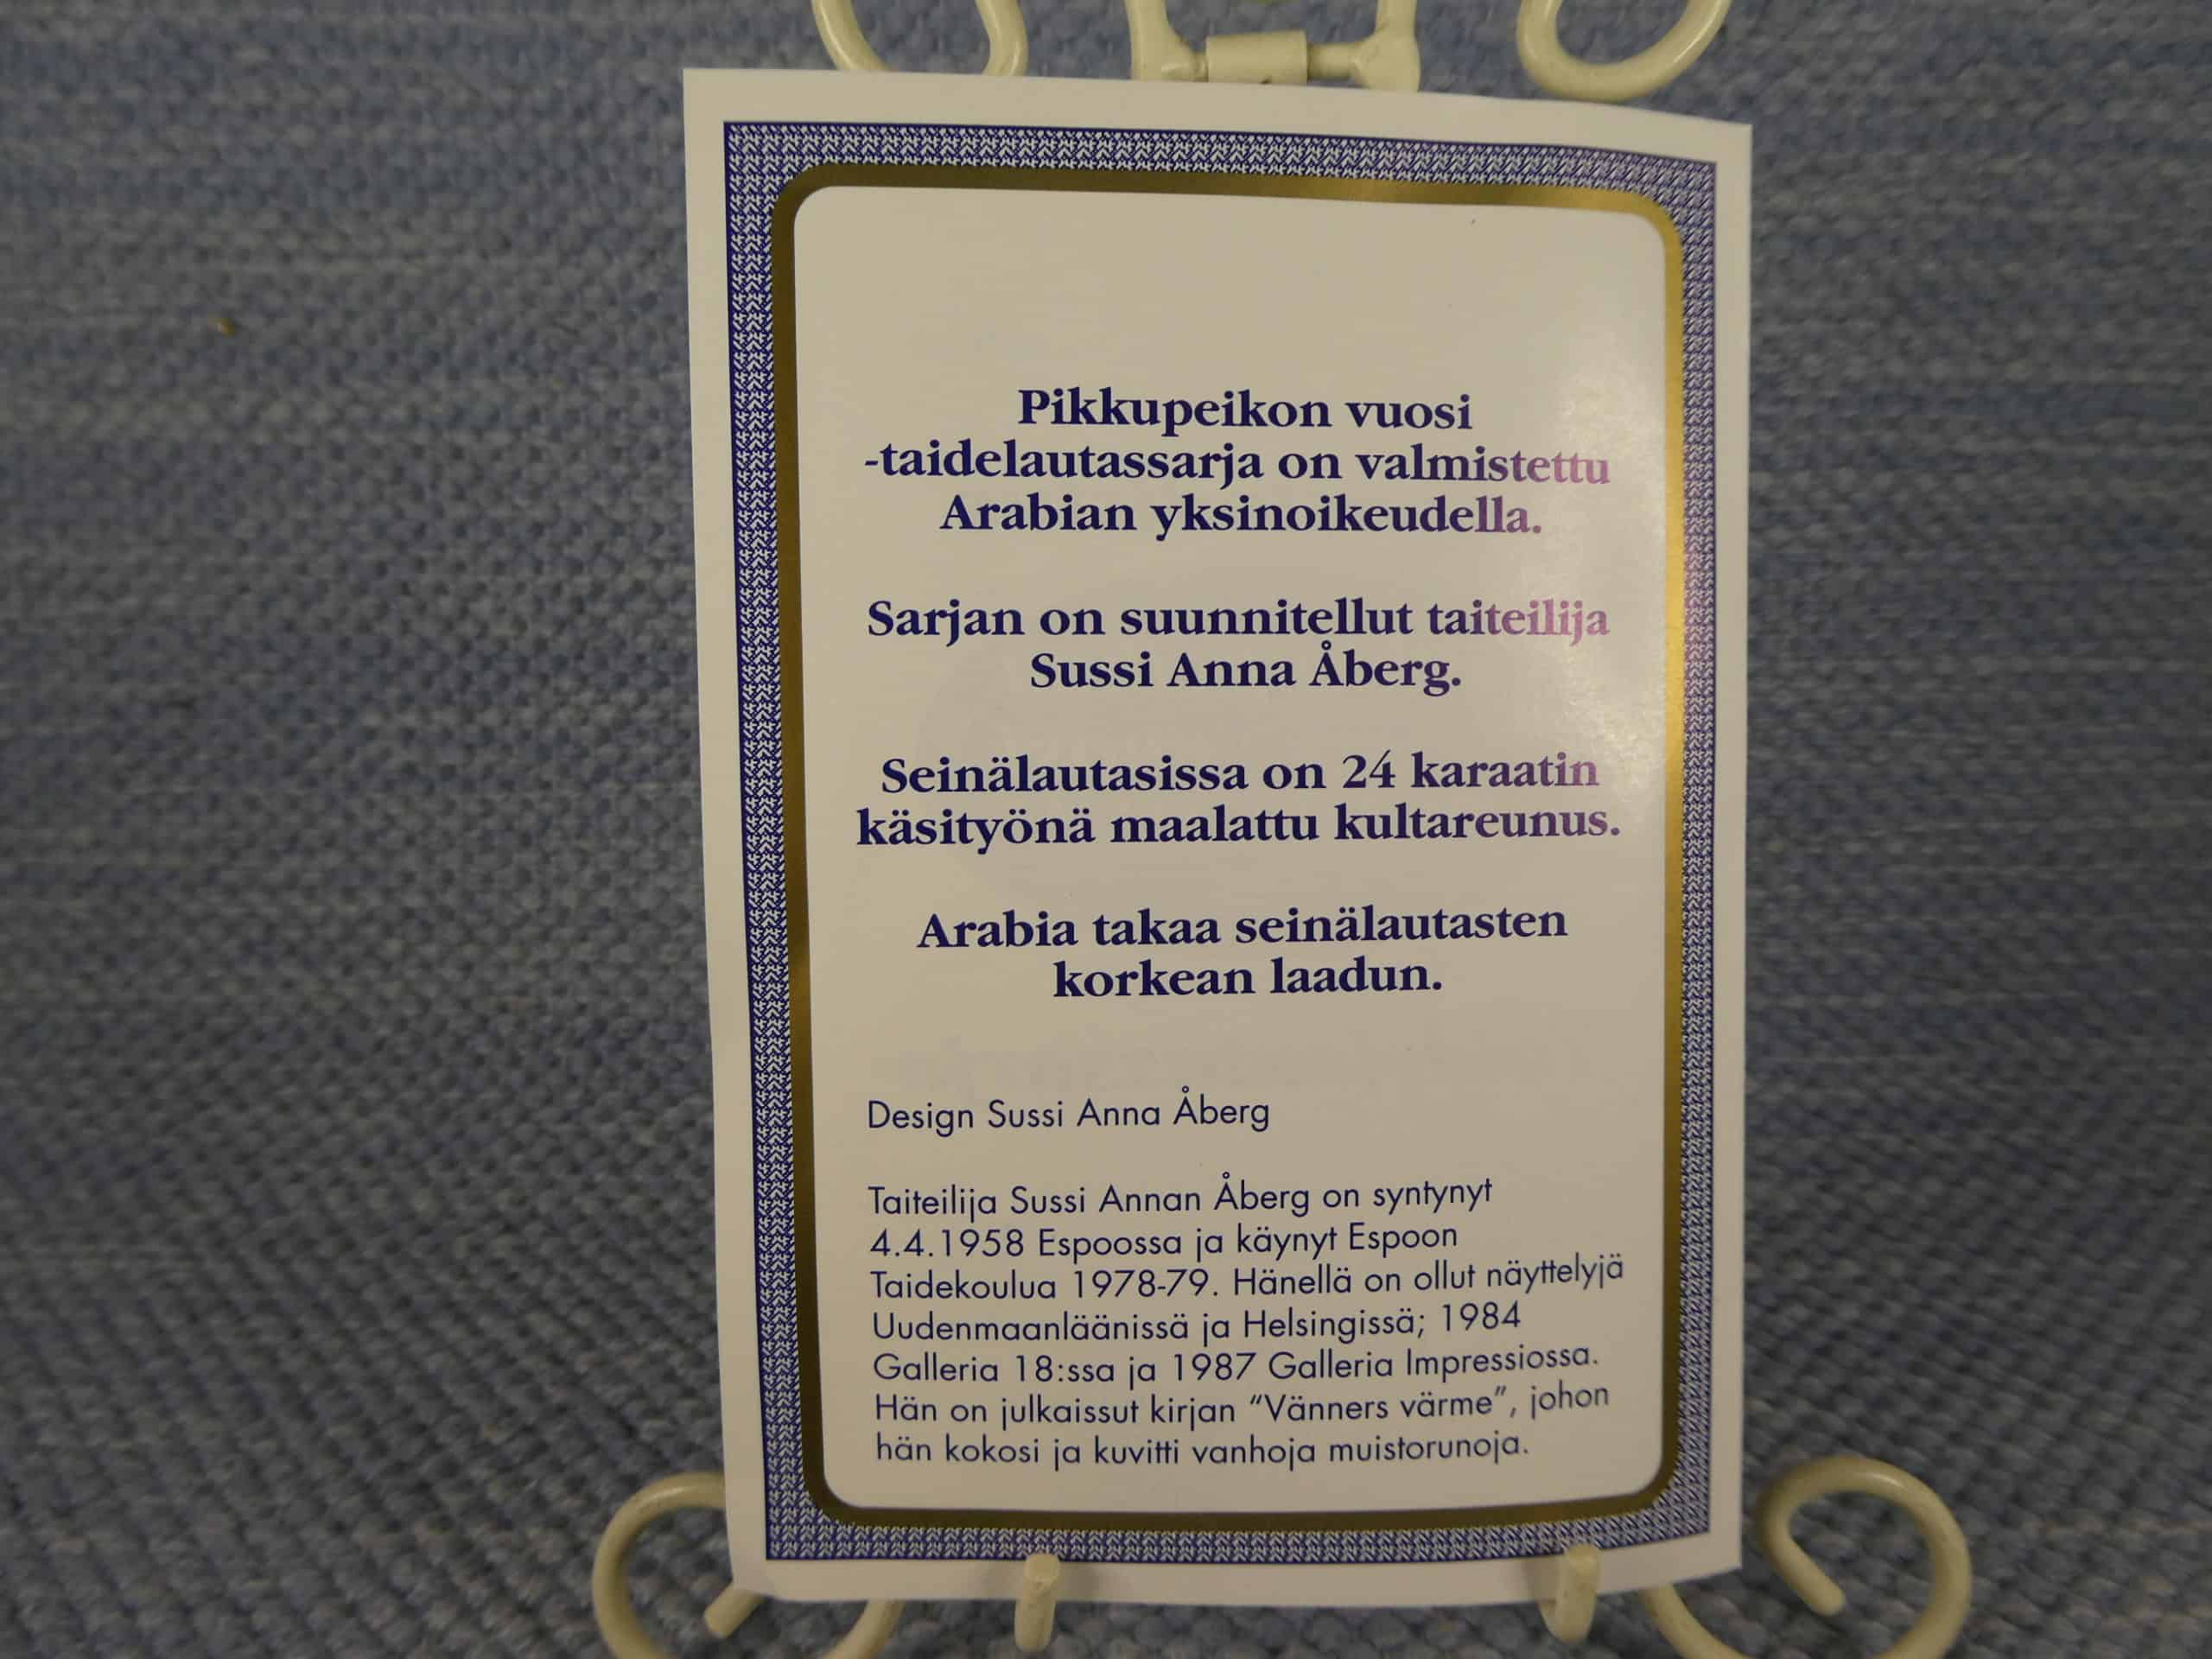 Pikkupeikon vuosi
-taidelautassarja on valmistettu
Arabian yksinoikeudella.
Sarjan on suunnitellut taiteilija
Sussi Anna Åberg.
Seinälautasissa on 24 karaatin
käsityönä maalattu kultareunus.
Arabia takaa seinälautasten
korkean laadun.
Design Sussi Anna Åberg
Taiteilija Sussi Annan Åberg on syntynyt
4.4.1958 Espoossa ja käynyt Espoon
Taidekoulua 1978-79. Hänellä on ollut näyttelyjä
Uudenmaanläänissä ja Helsingissä; 1984
Galleria 18:ssa ja 1987 Galleria Impressiossa.
Hän on julkaissut kirjan “Vänners värme”, johon
hän kokosi ja kuvitti vanhoja muistorunoja.